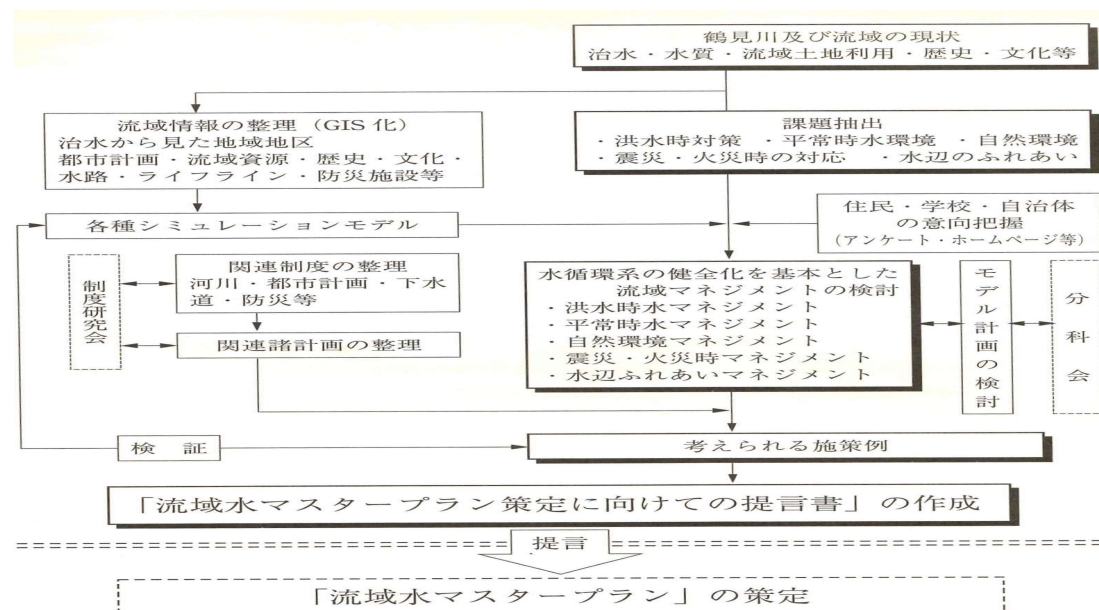 鶴見川及び流域の現状
治水・水質・流域土地利用・歴史・文化等
流域情報の整理（GIS化）
治水から見た地域地区
都市計画・流域資源・歴史・文化・
水路・ライフライン・防災施設等
課題抽出
・洪水時対策　・平常時水環境　・自然環境
・震災・火災時の対応　・水辺のふれあい
各種シミュレーションモデル
住民・学校・自治体
の意向把握
(アンケート・ホームページ等)
制度研究会
関連制度の整理
河川・都市計画・下水
道・防災等
関連諸計画の整理
水循環系の健全化を基本とした
流域マネジメントの検討
・洪水時水マネジメント
・平常時水マネジメント
・自然環境マネジメント
・震災・火災時マネジメント
・水辺ふれあいマネジメント
モデル計画の検討
分科会
検　証
考えられる施策例
「流域水マスタープラン策定に向けての提言書」の作成
提言
「流域水マスタープラン」の策定